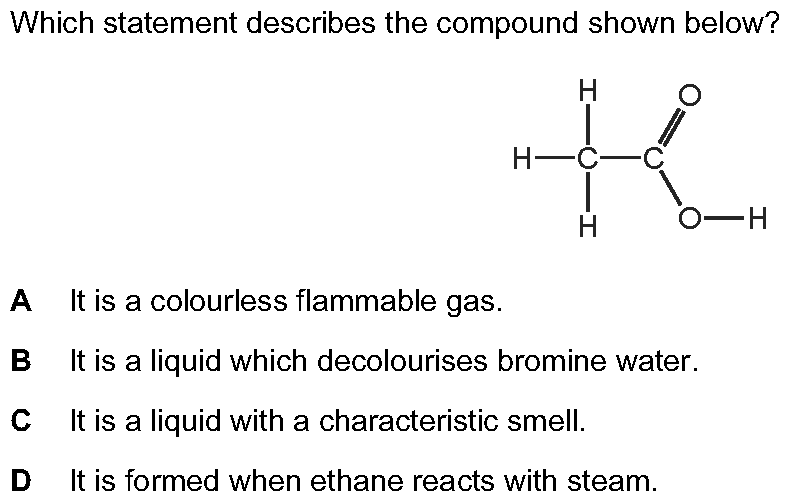 Which statement describes the compound shown below?
H
O
H C C
H
O H
A It is a colourless flammable gas.
B It is a liquid which decolourises bromine water.
C It is a liquid with a characteristic smell.
D It is formed when ethane reacts with steam.